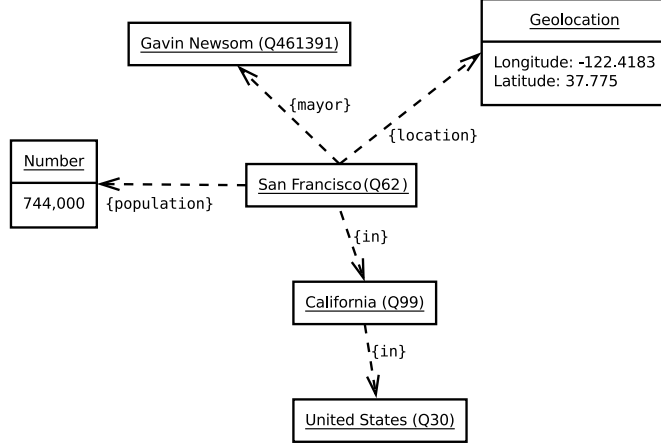 Geolocation
Longitude: -122.4183
Latitude: 37.775
Gavin Newsom (Q461391)
{mayor}
{location}
Number
744,000
{population}
San Francisco (Q62)
{in}
California (Q99)
{in}
United States (Q30)